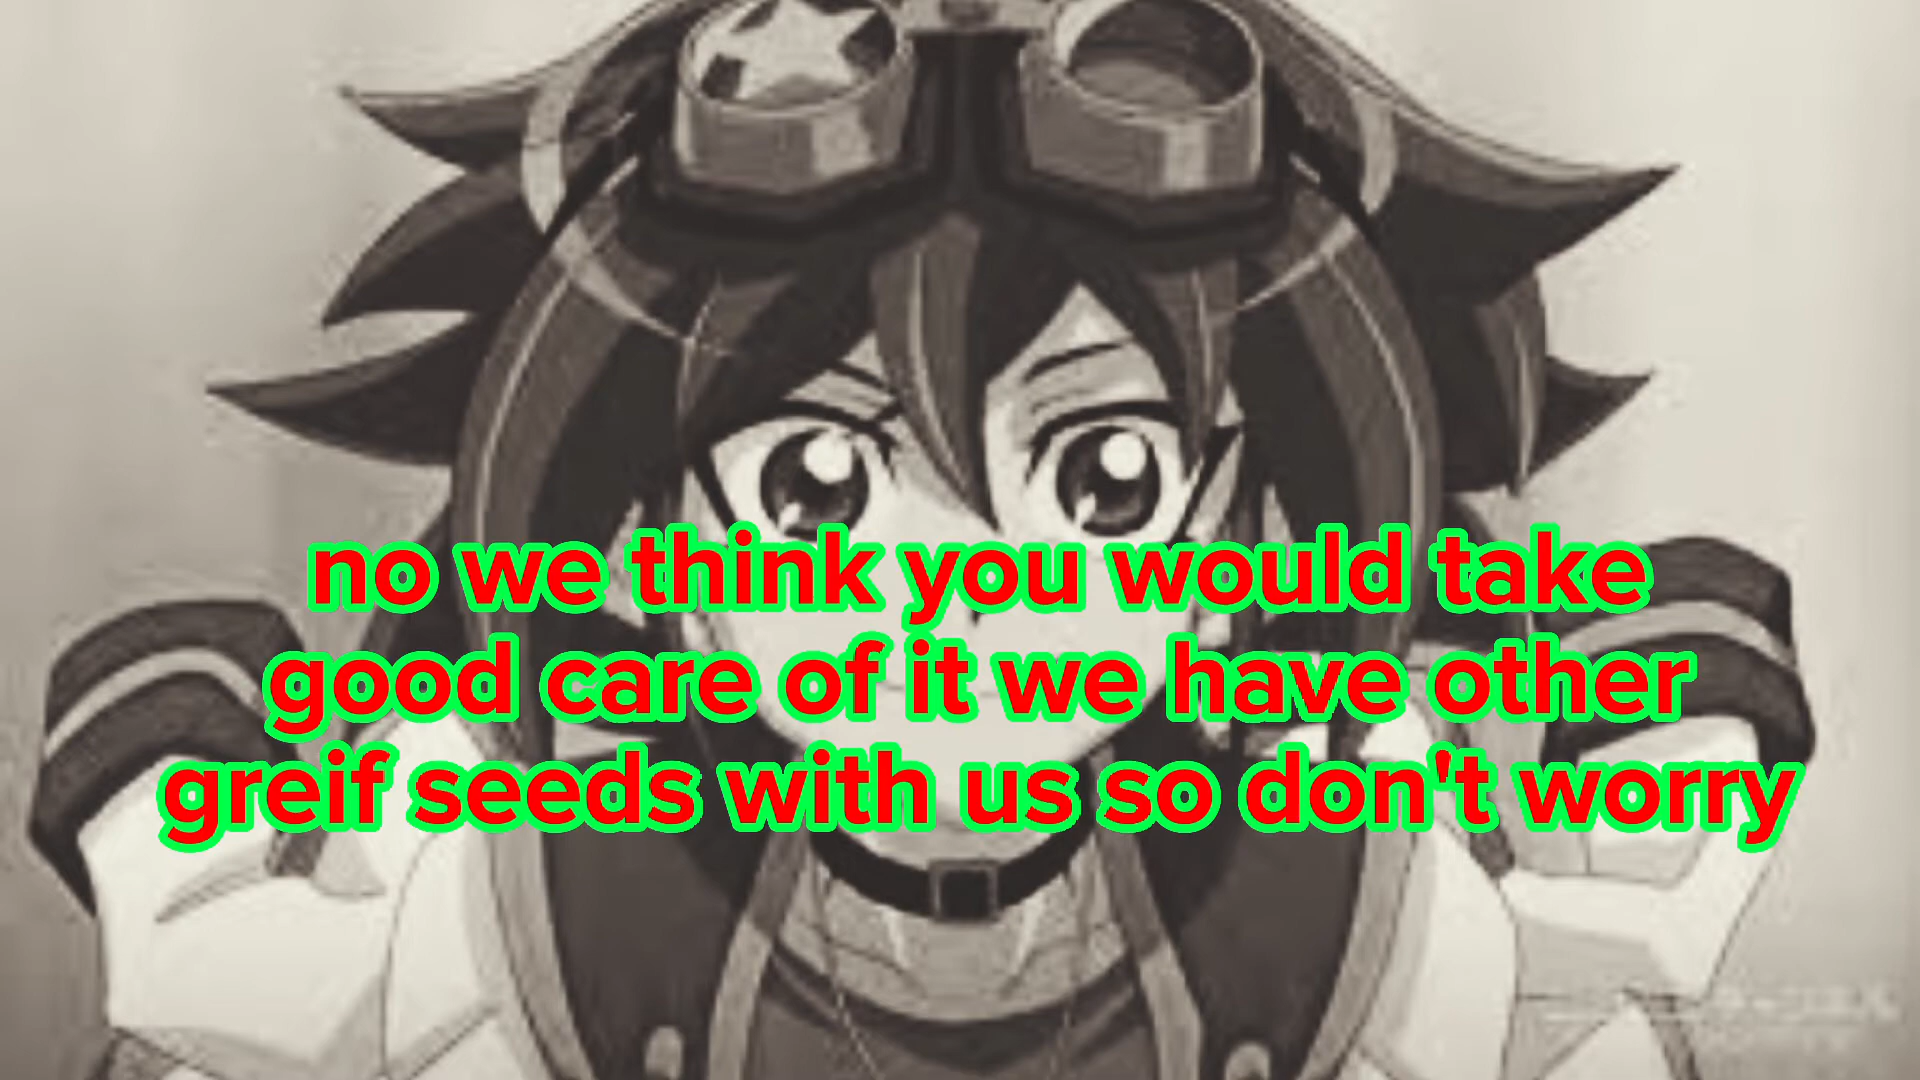 no we think you would take
good care of it we have other
greif seeds with us so don't worry